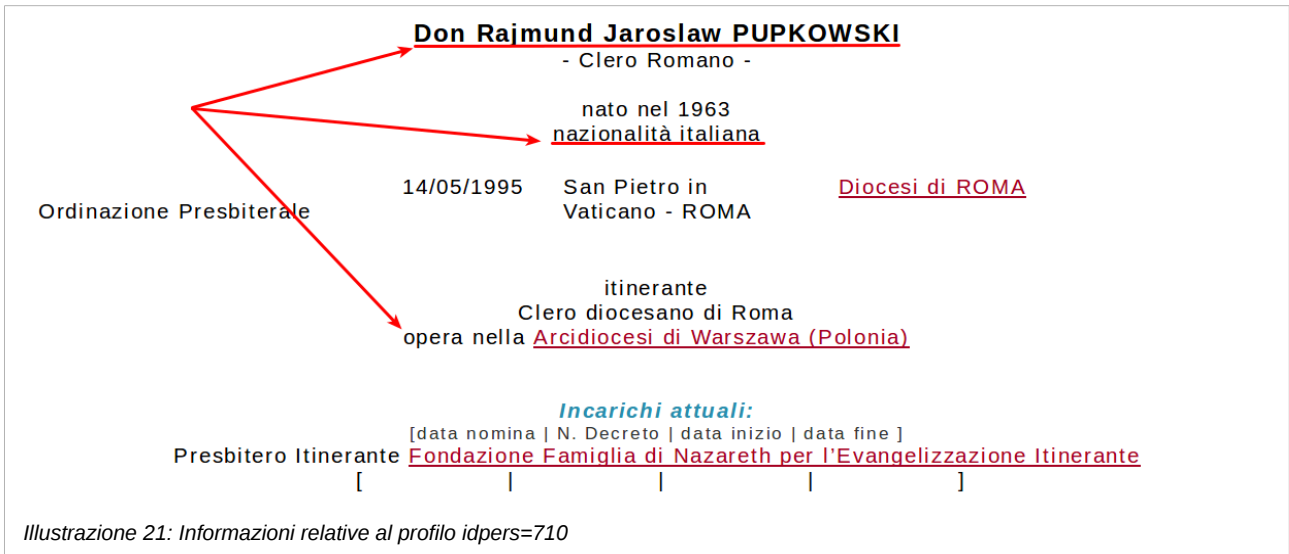 Don Rajmund Jaroslaw PUPKOWSKI
- Clero Romano -
nato nel 1963
nazionalità italiana
14/05/1995 San Pietro in Diocesi di ROMA
Ordinazione Presbiterale Vaticano - ROMA
itinerante
Clero diocesano di Roma
opera nella Arcidiocesi di Warszawa (Polonia)
Incarichi attuali:
[data nomina | N. Decreto | data inizio | data fine ]
Presbitero Itinerante Fondazione Famiglia di Nazareth per l’Evangelizzazione Itinerante
[ | | | ]
Illustrazione 21: Informazioni relative al profilo idpers=710